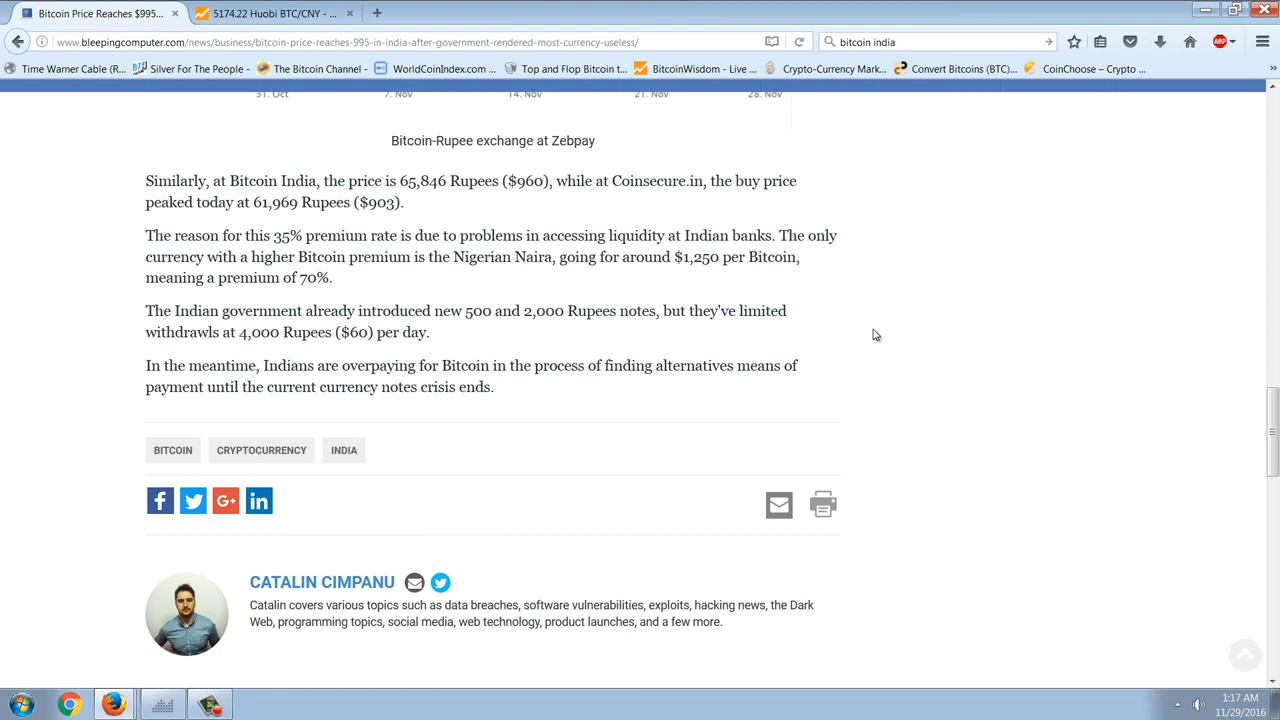 Bitcoin Price Reaches $995...
5174.22 Huobi BTC/CNY - ...
www.bleepingcomputer.com/news/business/bitcoin-price-reaches-995-in-india-after-government-rendered-most-currency-useless/
bitcoin india
ABP
Time Warner Cable (R...
Silver For The People - ...
The Bitcoin Channel - ...
WorldCoinIndex.com ...
Top and Flop Bitcoin t...
BitcoinWisdom - Live ...
Crypto-Currency Mark...
Convert Bitcoins (BTC)...
CoinChoose – Crypto ...
31. Oct 7. Nov 14. Nov 21. Nov 28. Nov
Bitcoin-Rupee exchange at Zebpay
Similarly, at Bitcoin India, the price is 65,846 Rupees ($960), while at Coinsecure.in, the buy price
peaked today at 61,969 Rupees ($903).
The reason for this 35% premium rate is due to problems in accessing liquidity at Indian banks. The only
currency with a higher Bitcoin premium is the Nigerian Naira, going for around $1,250 per Bitcoin,
meaning a premium of 70%.
The Indian government already introduced new 500 and 2,000 Rupees notes, but they've limited
withdrawls at 4,000 Rupees ($60) per day.
In the meantime, Indians are overpaying for Bitcoin in the process of finding alternatives means of
payment until the current currency notes crisis ends.
BITCOIN CRYPTOCURRENCY INDIA
f G+ in
CATALIN CIMPANU
Catalin covers various topics such as data breaches, software vulnerabilities, exploits, hacking news, the Dark
Web, programming topics, social media, web technology, product launches, and a few more.
1:17 AM
11/29/2016